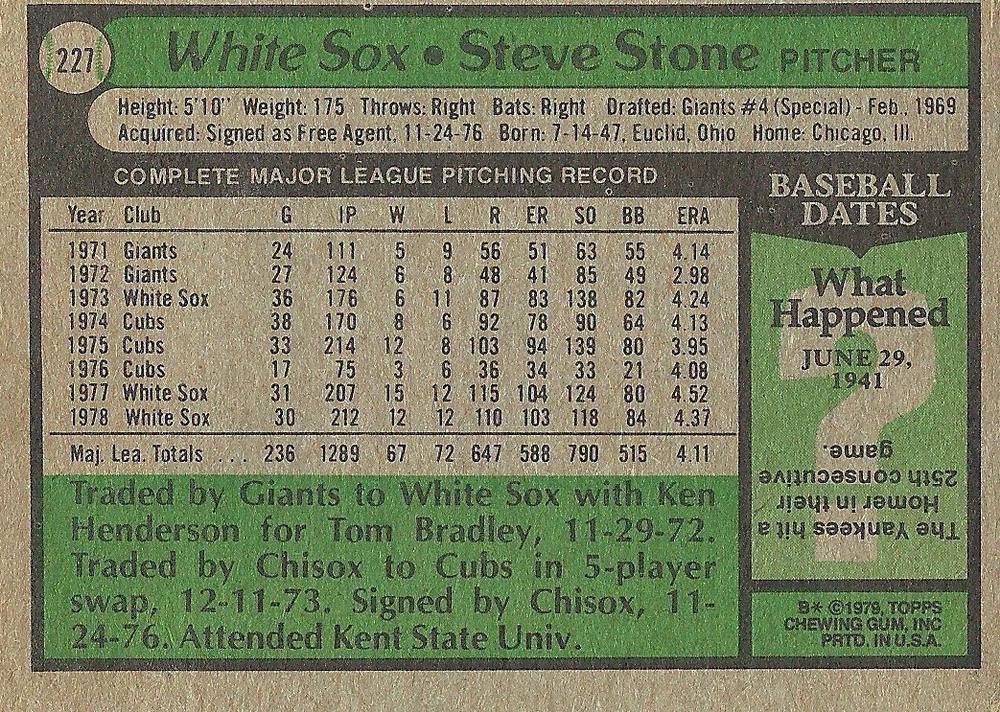 227
White Sox • Steve Stone PITCHER
Height: 5'10" Weight: 175 Throws: Right Bats: Right Drafted: Giants #4 (Special) - Feb., 1969
Acquired: Signed as Free Agent, 11-24-76 Born: 7-14-47, Euclid, Ohio Home: Chicago, Ill.
COMPLETE MAJOR LEAGUE PITCHING RECORD
Year Club G IP W L R ER SO BB ERA
1971 Giants 24 111 5 9 56 51 63 55 4.14
1972 Giants 27 124 6 8 48 41 85 49 2.98
1973 White Sox 36 176 6 11 87 83 138 82 4.24
1974 Cubs 38 170 8 6 92 78 90 64 4.13
1975 Cubs 33 214 12 8 103 94 139 80 3.95
1976 Cubs 17 75 3 6 36 34 33 21 4.08
1977 White Sox 31 207 15 12 115 104 124 80 4.52
1978 White Sox 30 212 12 12 110 103 118 84 4.37
Maj. Lea. Totals ... 236 1289 67 72 647 588 790 515 4.11
Traded by Giants to White Sox with Ken
Henderson for Tom Bradley, 11-29-72.
Traded by Chisox to Cubs in 5-player
swap, 12-11-73. Signed by Chisox, 11-
24-76. Attended Kent State Univ.
BASEBALL
DATES
What
Happened
JUNE 29,
1941
?
The Yankees hit a
Homer in their
25th consecutive
game.
B* ©1979, TOPPS
CHEWING GUM, INC
PRTD. IN U.S.A.